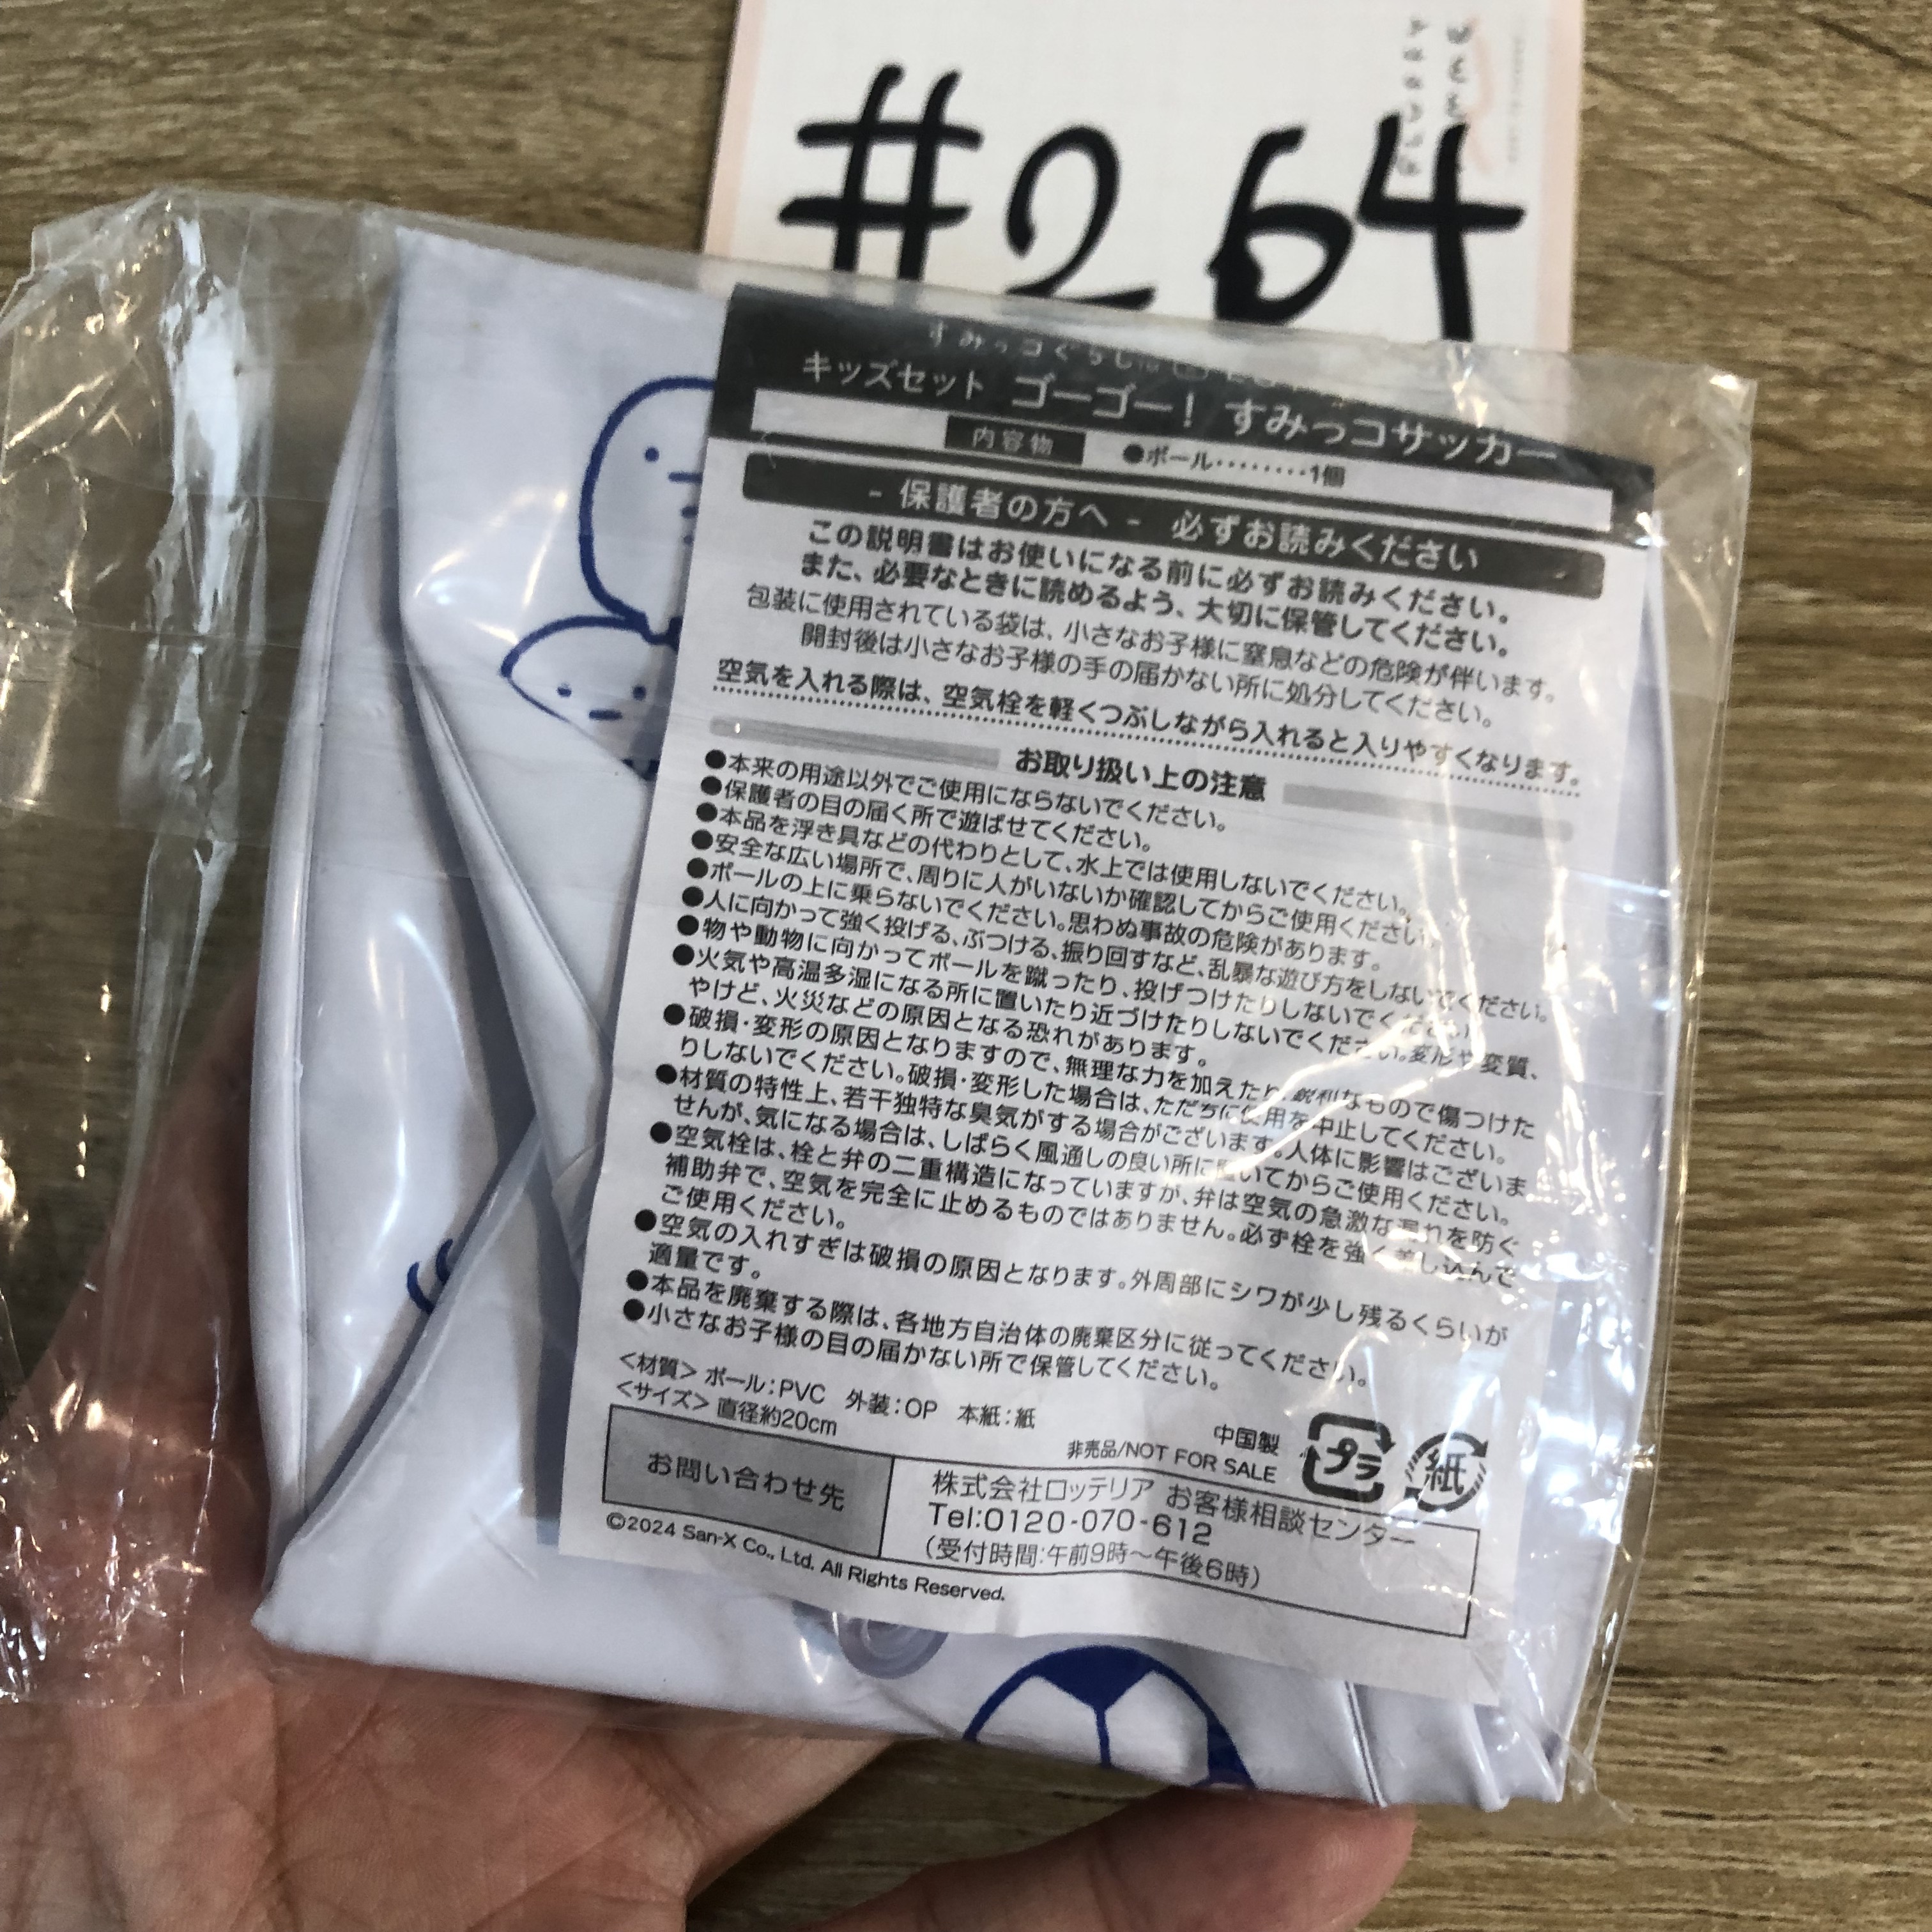 #264
すみっコぐらし
キッズセット ゴーゴー！ すみっコサッカー
内容物 ●ボール・・・・・・・・1個
- 保護者の方へ - 必ずお読みください
この説明書はお使いになる前に必ずお読みください。
また、必要なときに読めるよう、大切に保管してください。
包装に使用されている袋は、小さなお子様に窒息などの危険が伴います。
開封後は小さなお子様の手の届かない所に処分してください。
空気を入れる際は、空気栓を軽くつぶしながら入れると入りやすくなります。
お取り扱い上の注意
●本来の用途以外でご使用にならないでください。
●保護者の目の届く所で遊ばせてください。
●本品を浮き具などの代わりとして、水上では使用しないでください。
●安全な広い場所で、周りに人がいないか確認してからご使用ください。
●ボールの上に乗らないでください。思わぬ事故の危険があります。
●人に向かって強く投げる、ぶつける、振り回すなど、乱暴な遊び方をしないでください。
●物や動物に向かってボールを蹴ったり、投げつけたりしないでください。
●火気や高温多湿になる所に置いたり近づけたりしないでください。変形や変質、
やけど、火災などの原因となる恐れがあります。
●破損・変形の原因となりますので、無理な力を加えたり、鋭利なもので傷つけた
りしないでください。破損・変形した場合は、ただちに使用を中止してください。
●材質の特性上、若干独特な臭気がする場合がございます。人体に影響はございま
せんが、気になる場合は、しばらく風通しの良い所に置いてからご使用ください。
●空気栓は、栓と弁の二重構造になっていますが、弁は空気の急激な漏れを防ぐ
補助弁で、空気を完全に止めるものではありません。必ず栓を強く差し込んで
ご使用ください。
●空気の入れすぎは破損の原因となります。外周部にシワが少し残るくらいが
適量です。
●本品を廃棄する際は、各地方自治体の廃棄区分に従ってください。
●小さなお子様の目の届かない所で保管してください。
＜材質＞ ボール：PVC 外装：OP 本紙：紙
＜サイズ＞ 直径約20cm
中国製
非売品/NOT FOR SALE
プラ
紙
お問い合わせ先
株式会社ロッテリア お客様相談センター
Tel:0120-070-612
（受付時間:午前9時～午後6時）
©2024 San-X Co., Ltd. All Rights Reserved.